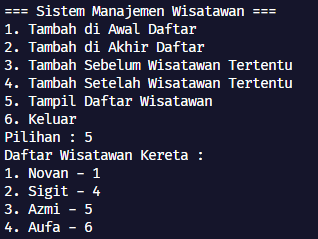 === Sistem Manajemen Wisatawan ===
1. Tambah di Awal Daftar
2. Tambah di Akhir Daftar
3. Tambah Sebelum Wisatawan Tertentu
4. Tambah Setelah Wisatawan Tertentu
5. Tampil Daftar Wisatawan
6. Keluar
Pilihan : 5
Daftar Wisatawan Kereta :
1. Novan - 1
2. Sigit - 4
3. Azmi - 5
4. Aufa - 6